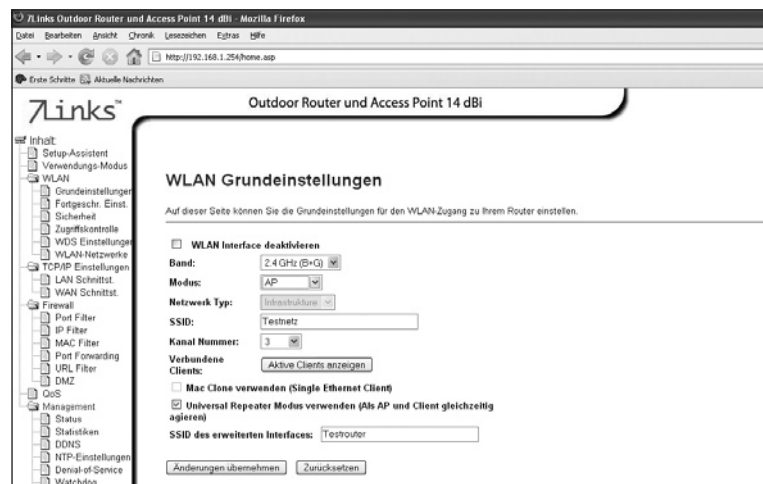 7Links Outdoor Router und Access Point 14 dBi - Mozilla Firefox
Datei Bearbeiten Ansicht Chronik Lesezeichen Extras Hilfe
http://192.168.1.254/home.asp
Erste Schritte Aktuelle Nachrichten
7Links™
Outdoor Router und Access Point 14 dBi
Inhalt:
Setup-Assistent
Verwendungs-Modus
WLAN
Grundeinstellungen
Fortgeschr. Einst.
Sicherheit
Zugriffskontrolle
WDS Einstellunge
WLAN-Netzwerke
TCP/IP Einstellungen
LAN Schnittst.
WAN Schnittst.
Firewall
Port Filter
IP Filter
MAC Filter
Port Forwarding
URL Filter
DMZ
QoS
Management
Status
Statistiken
DDNS
NTP-Einstellungen
Denial-of-Service
Watchdog
WLAN Grundeinstellungen
Auf dieser Seite können Sie die Grundeinstellungen für den WLAN-Zugang zu Ihrem Router einstellen.
WLAN Interface deaktivieren
Band: 2.4 GHz (B+G)
Modus: AP
Netzwerk Typ: Infrastrukture
SSID: Testnetz
Kanal Nummer: 3
Verbundene
Clients: Aktive Clients anzeigen
Mac Clone verwenden (Single Ethernet Client)
Universal Repeater Modus verwenden (Als AP und Client gleichzeitig
agieren)
SSID des erweiterten Interfaces: Testrouter
Änderungen übernehmen Zurücksetzen